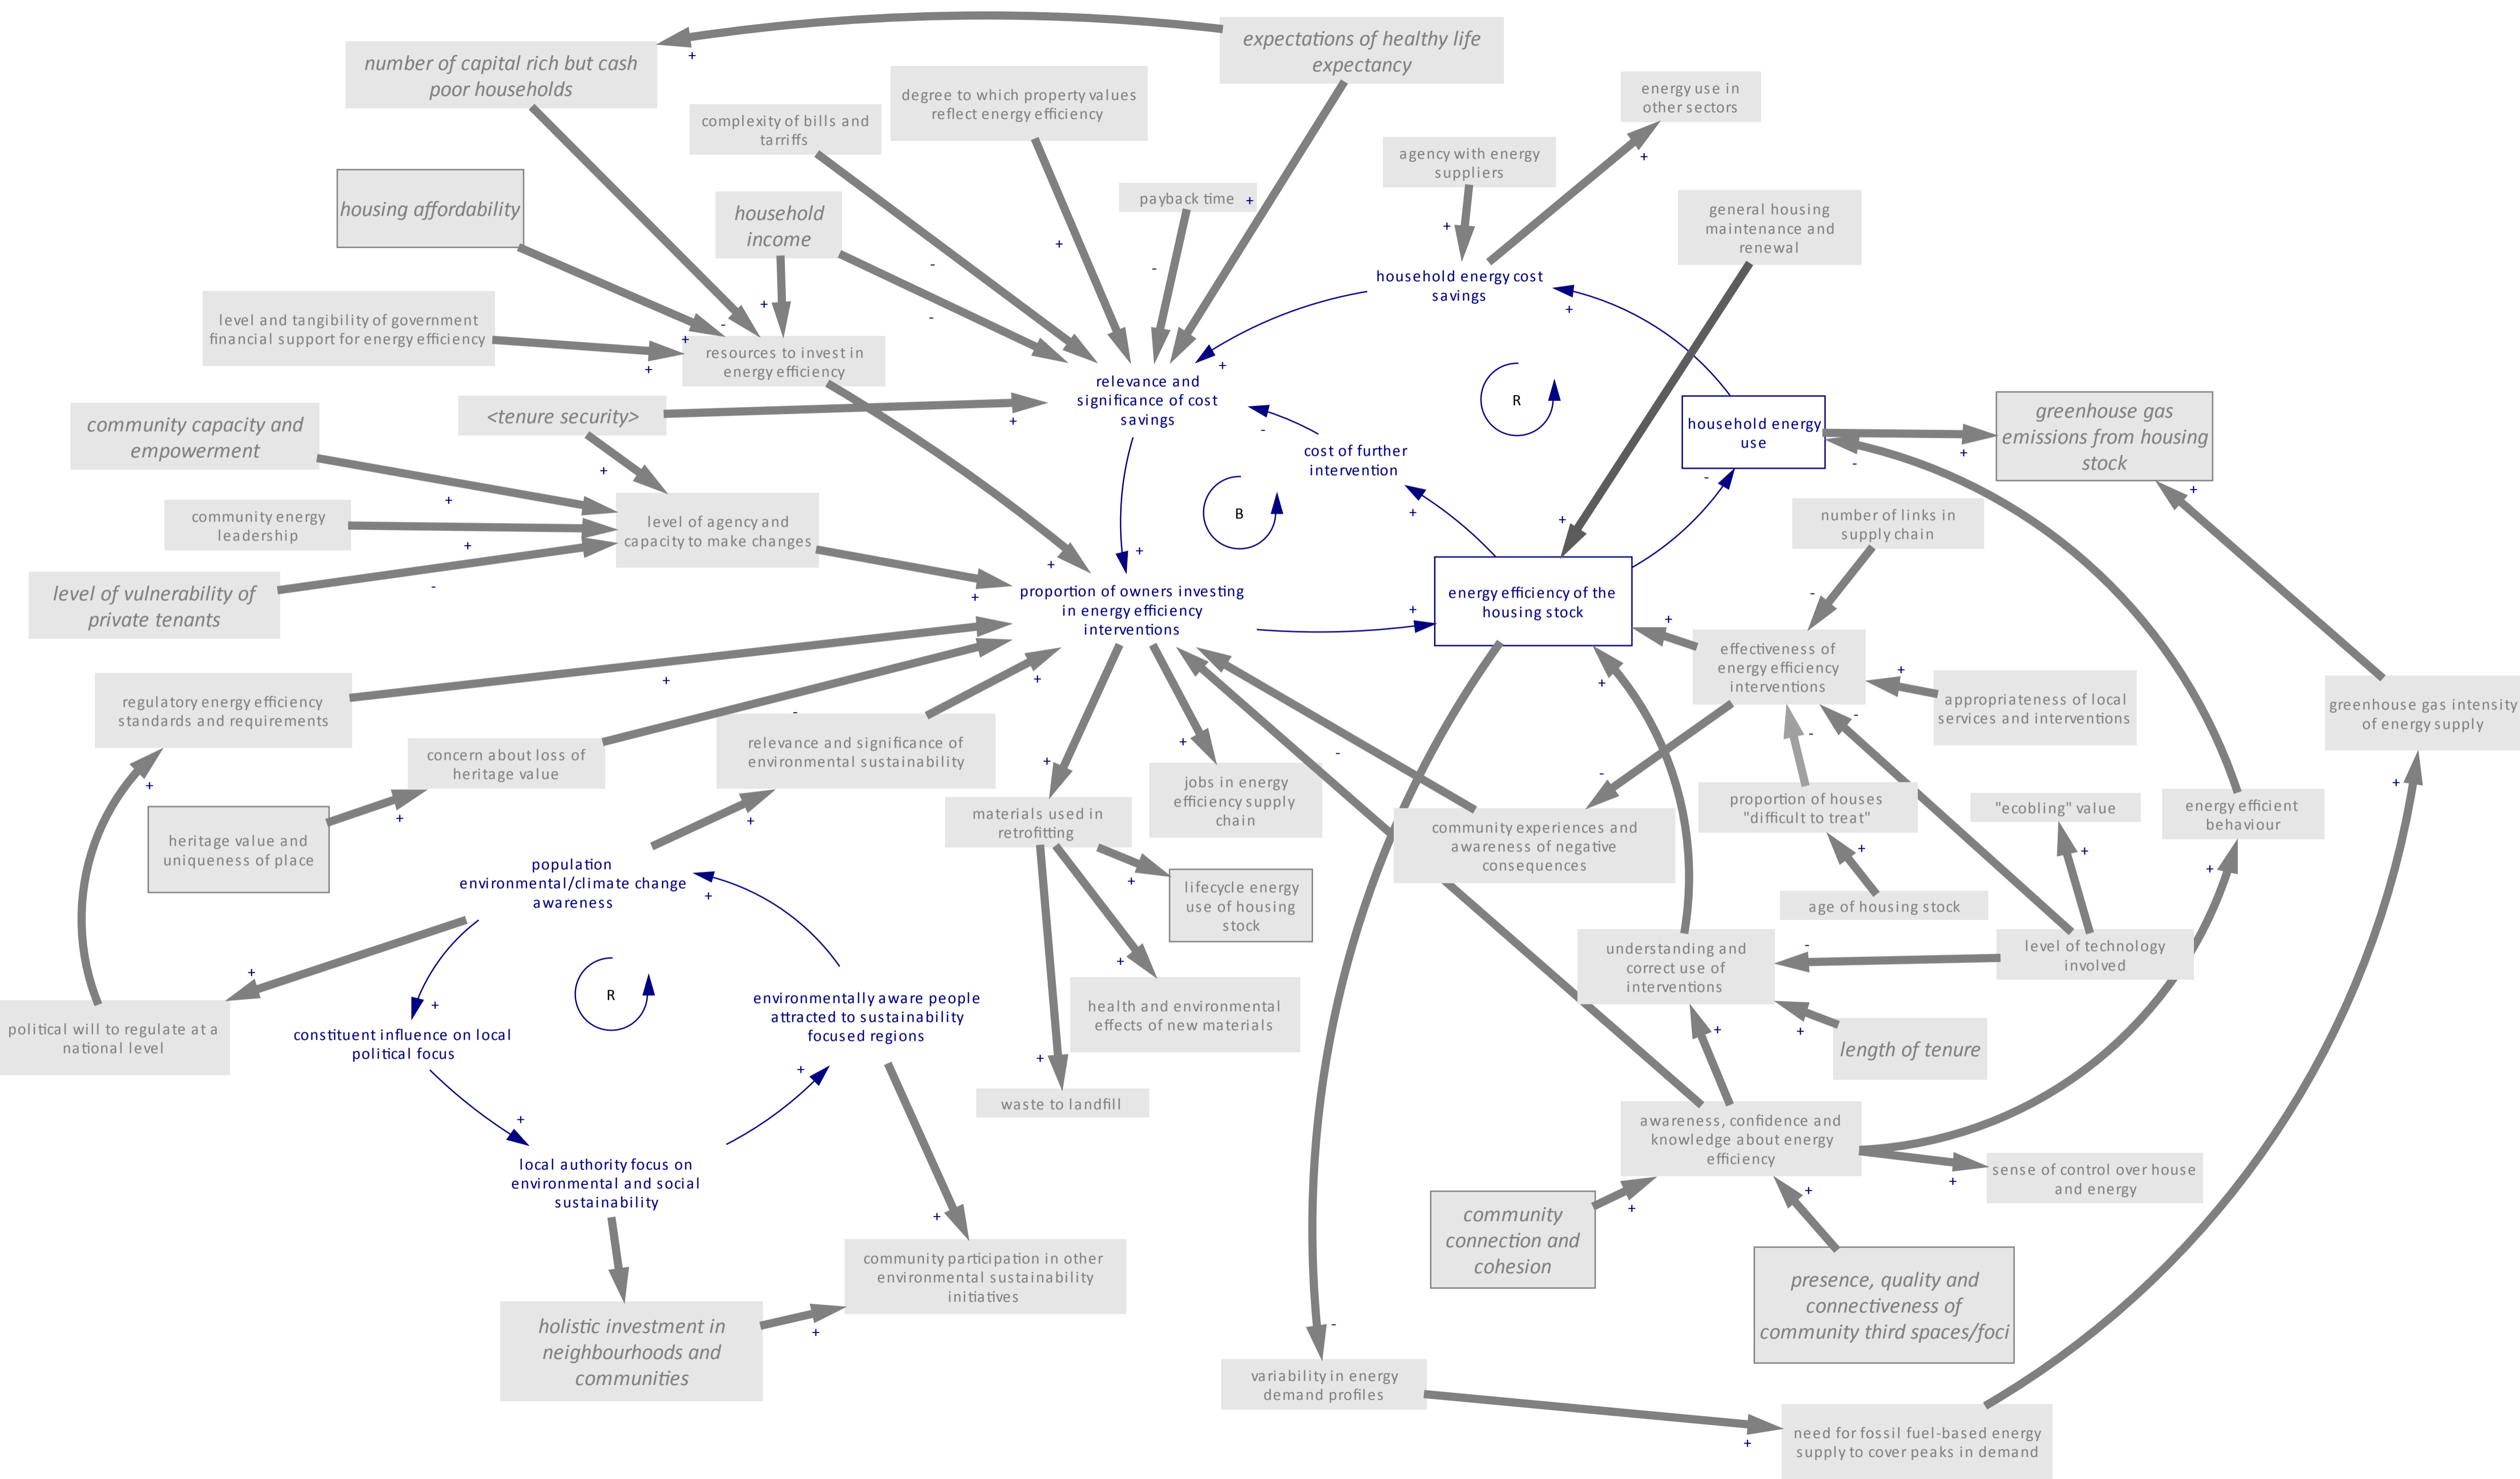 expectations of healthy life
expectancy
number of capital rich but cash
poor households
+
energy use in
other sectors
degree to which property values
reflect energy efficiency
complexity of bills and
tarriffs
agency with energy
suppliers
+
housing affordability
household
income
payback time +
general housing
maintenance and
renewal
+
+
-
-
household energy cost
savings
+
+
-
-
level and tangibility of government
financial support for energy efficiency
+
+
resources to invest in
energy efficiency
+
+
relevance and
significance of cost
savings
R
<tenure security>
+
-
household energy
use
greenhouse gas
emissions from housing
stock
community capacity and
empowerment
+
cost of further
intervention
-
+
-
+
+
community energy
leadership
+
level of agency and
capacity to make changes
B
+
+
number of links in
supply chain
level of vulnerability of
private tenants
-
+
+
+
proportion of owners investing
in energy efficiency
interventions
+
energy efficiency of the
housing stock
-
+
effectiveness of
energy efficiency
interventions
+
appropriateness of local
services and interventions
regulatory energy efficiency
standards and requirements
+
+
-
+
-
greenhouse gas intensity
of energy supply
concern about loss of
heritage value
relevance and significance of
environmental sustainability
+
+
-
-
-
jobs in energy
efficiency supply
chain
+
+
heritage value and
uniqueness of place
+
+
materials used in
retrofitting
community experiences and
awareness of negative
consequences
proportion of houses
"difficult to treat"
"ecobling" value
energy efficient
behaviour
+
+
+
population
environmental/climate change
awareness
+
+
lifecycle energy
use of housing
stock
age of housing stock
understanding and
correct use of
interventions
-
level of technology
involved
+
R
+
environmentally aware people
attracted to sustainability
focused regions
+
health and environmental
effects of new materials
political will to regulate at a
national level
constituent influence on local
political focus
+
+
length of tenure
+
+
+
waste to landfill
awareness, confidence and
knowledge about energy
efficiency
local authority focus on
environmental and social
sustainability
sense of control over house
and energy
+
+
+
+
community
connection and
cohesion
community participation in other
environmental sustainability
initiatives
presence, quality and
connectiveness of
community third spaces/foci
holistic investment in
neighbourhoods and
communities
+
-
variability in energy
demand profiles
+
need for fossil fuel-based energy
supply to cover peaks in demand